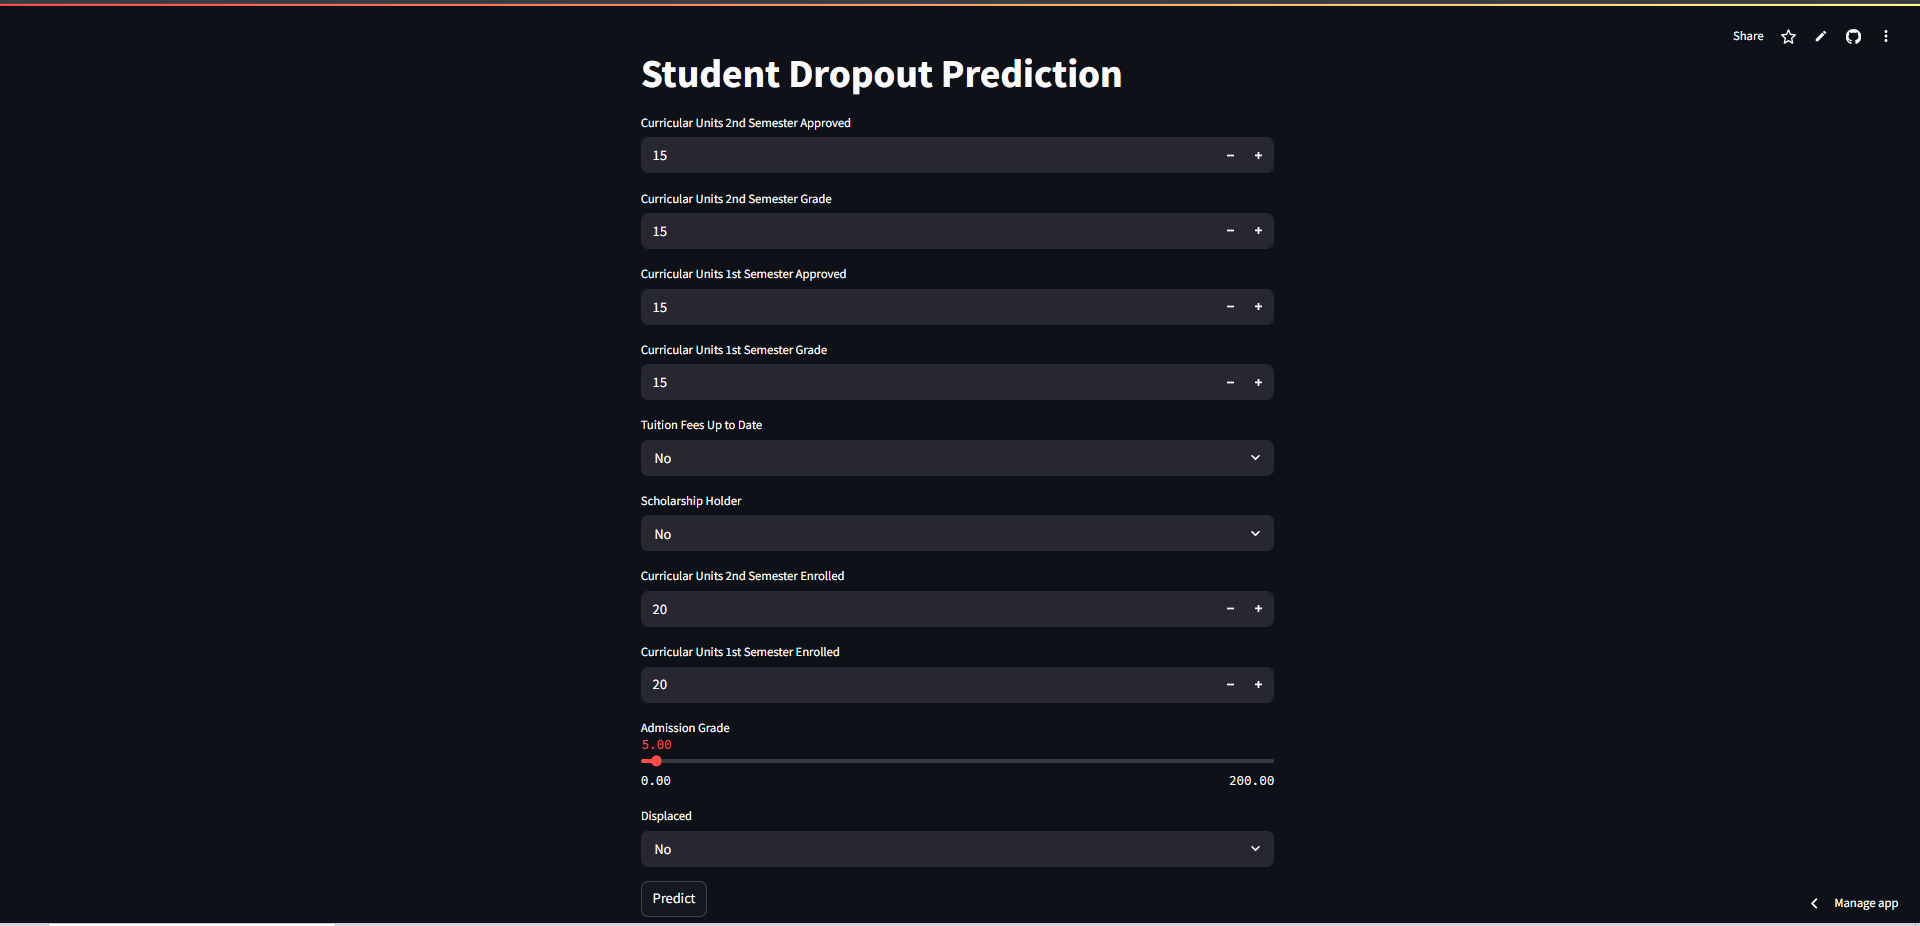 Share
Student Dropout Prediction
Curricular Units 2nd Semester Approved
15
Curricular Units 2nd Semester Grade
15
Curricular Units 1st Semester Approved
15
Curricular Units 1st Semester Grade
15
Tuition Fees Up to Date
No
Scholarship Holder
No
Curricular Units 2nd Semester Enrolled
20
Curricular Units 1st Semester Enrolled
20
Admission Grade
5.00
0.00 200.00
Displaced
No
Predict
Manage app